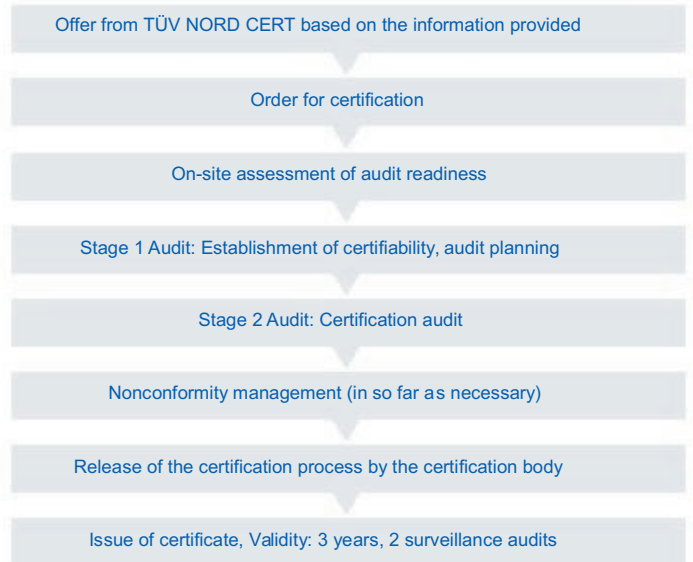 Offer from TÜV NORD CERT based on the information provided
Order for certification
On-site assessment of audit readiness
Stage 1 Audit: Establishment of certifiability, audit planning
Stage 2 Audit: Certification audit
Nonconformity management (in so far as necessary)
Release of the certification process by the certification body
Issue of certificate, Validity: 3 years, 2 surveillance audits